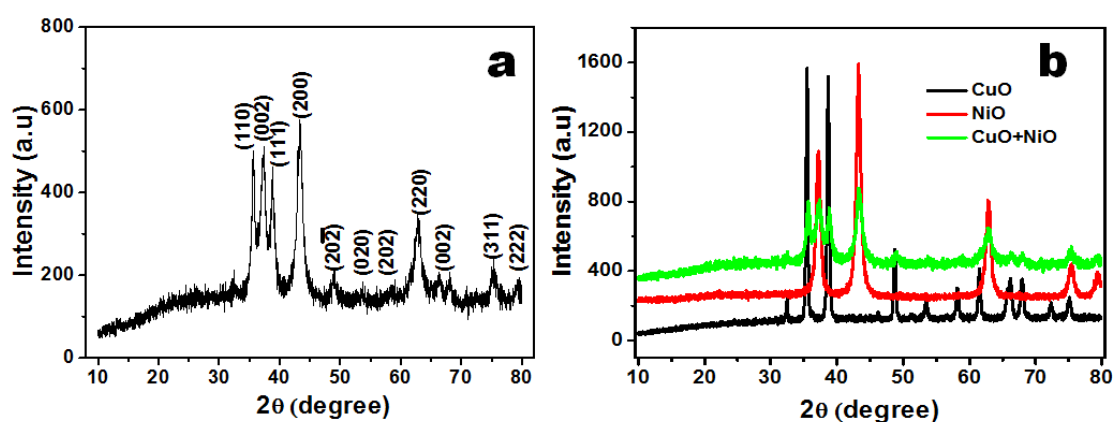 a
800
600
400
200
0
Intensity (a.u)
(110)
(002)
(111)
(200)
(202̅)
(020)
(202)
(220)
(002)
(311)
(222)
10 20 30 40 50 60 70 80
2θ (degree)
b
1600
1200
800
400
0
Intensity (a.u)
CuO
NiO
CuO+NiO
10 20 30 40 50 60 70 80
2θ (degree)